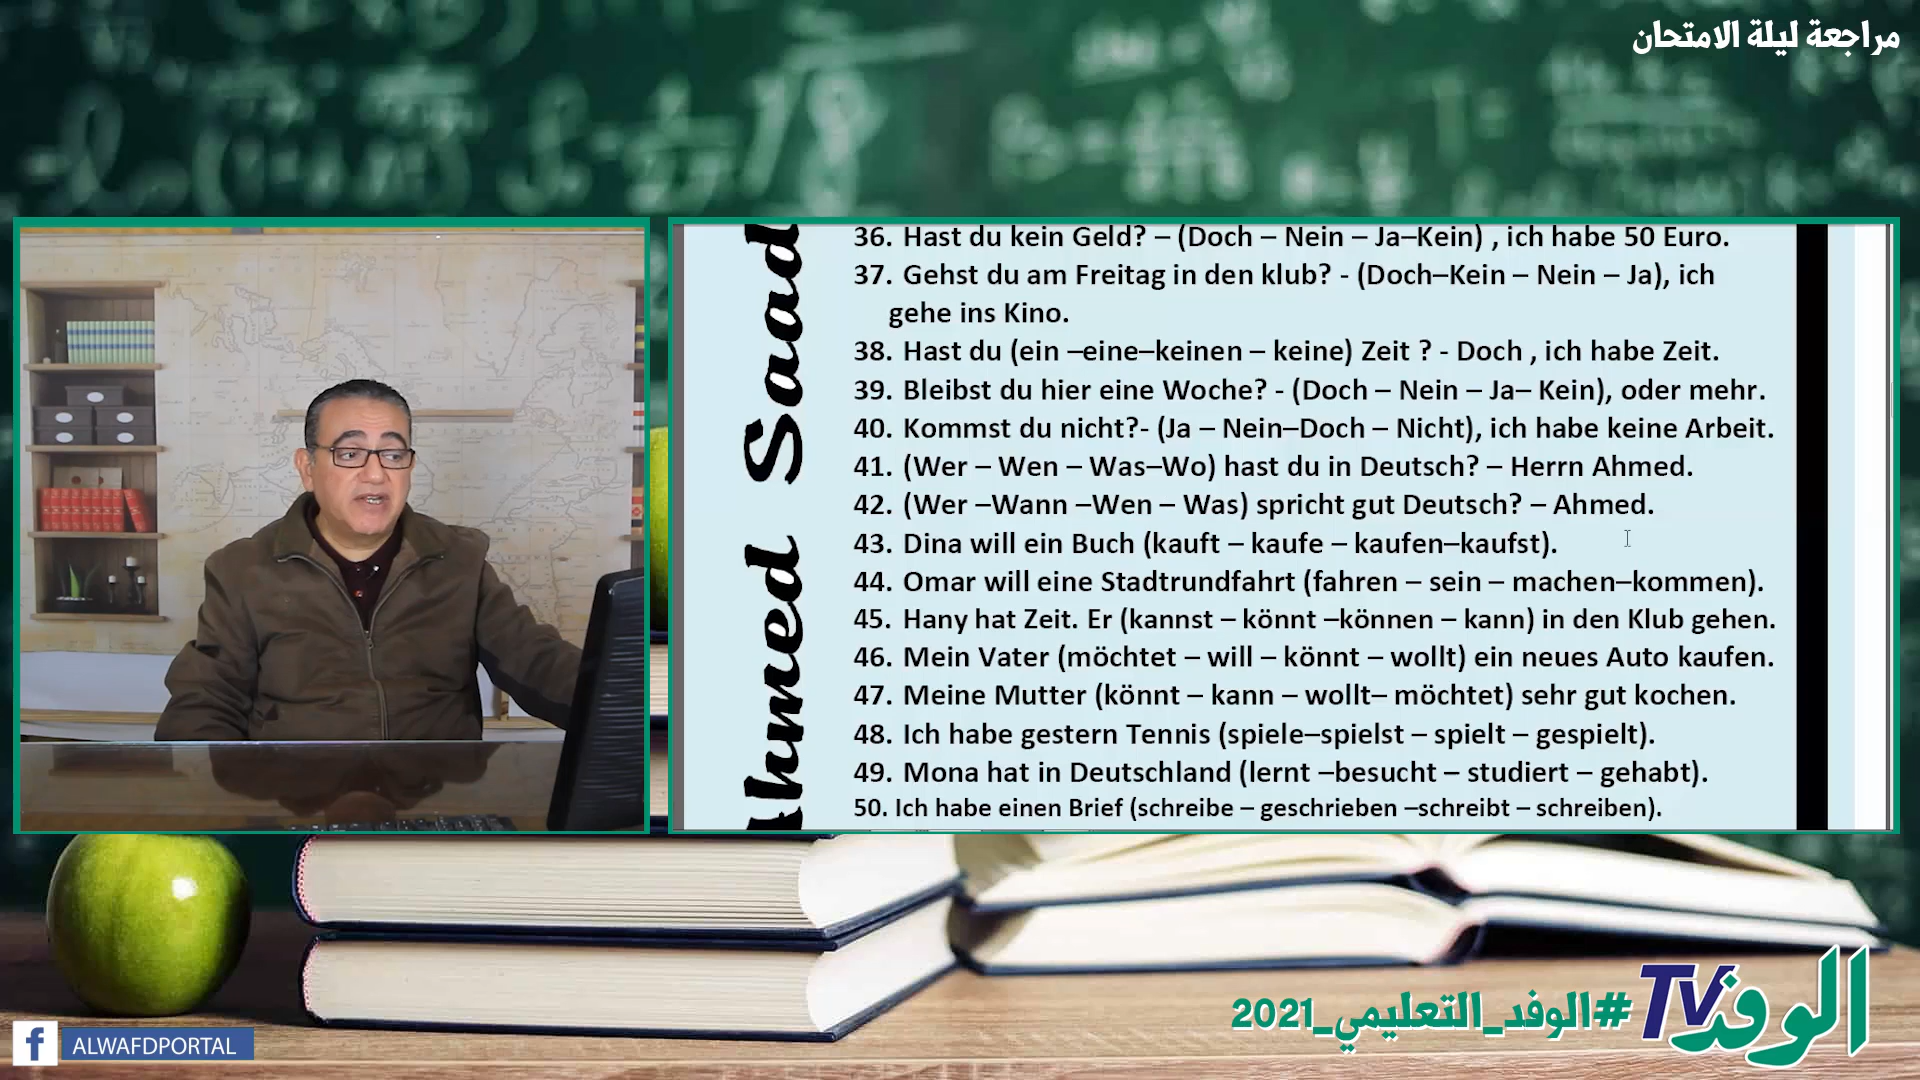 مراجعة ليلة الامتحان
Ahmed Saad
36. Hast du kein Geld? – (Doch – Nein – Ja–Kein) , ich habe 50 Euro.
37. Gehst du am Freitag in den klub? - (Doch–Kein – Nein – Ja), ich
gehe ins Kino.
38. Hast du (ein –eine–keinen – keine) Zeit ? - Doch , ich habe Zeit.
39. Bleibst du hier eine Woche? - (Doch – Nein – Ja– Kein), oder mehr.
40. Kommst du nicht?- (Ja – Nein–Doch – Nicht), ich habe keine Arbeit.
41. (Wer – Wen – Was–Wo) hast du in Deutsch? – Herrn Ahmed.
42. (Wer –Wann –Wen – Was) spricht gut Deutsch? – Ahmed.
43. Dina will ein Buch (kauft – kaufe – kaufen–kaufst).
44. Omar will eine Stadtrundfahrt (fahren – sein – machen–kommen).
45. Hany hat Zeit. Er (kannst – könnt –können – kann) in den Klub gehen.
46. Mein Vater (möchtet – will – könnt – wollt) ein neues Auto kaufen.
47. Meine Mutter (könnt – kann – wollt– möchtet) sehr gut kochen.
48. Ich habe gestern Tennis (spiele–spielst – spielt – gespielt).
49. Mona hat in Deutschland (lernt –besucht – studiert – gehabt).
50. Ich habe einen Brief (schreibe – geschrieben –schreibt – schreiben).
#الوفد_التعليمي_2021
الوفد TV
f ALWAFDPORTAL